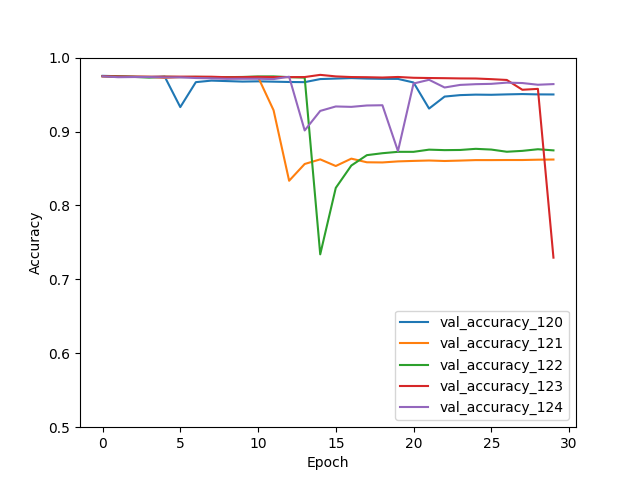 1.0
0.9
0.8
0.7
0.6
0.5
Accuracy
0
5
10
15
20
25
30
Epoch
val_accuracy_120
val_accuracy_121
val_accuracy_122
val_accuracy_123
val_accuracy_124